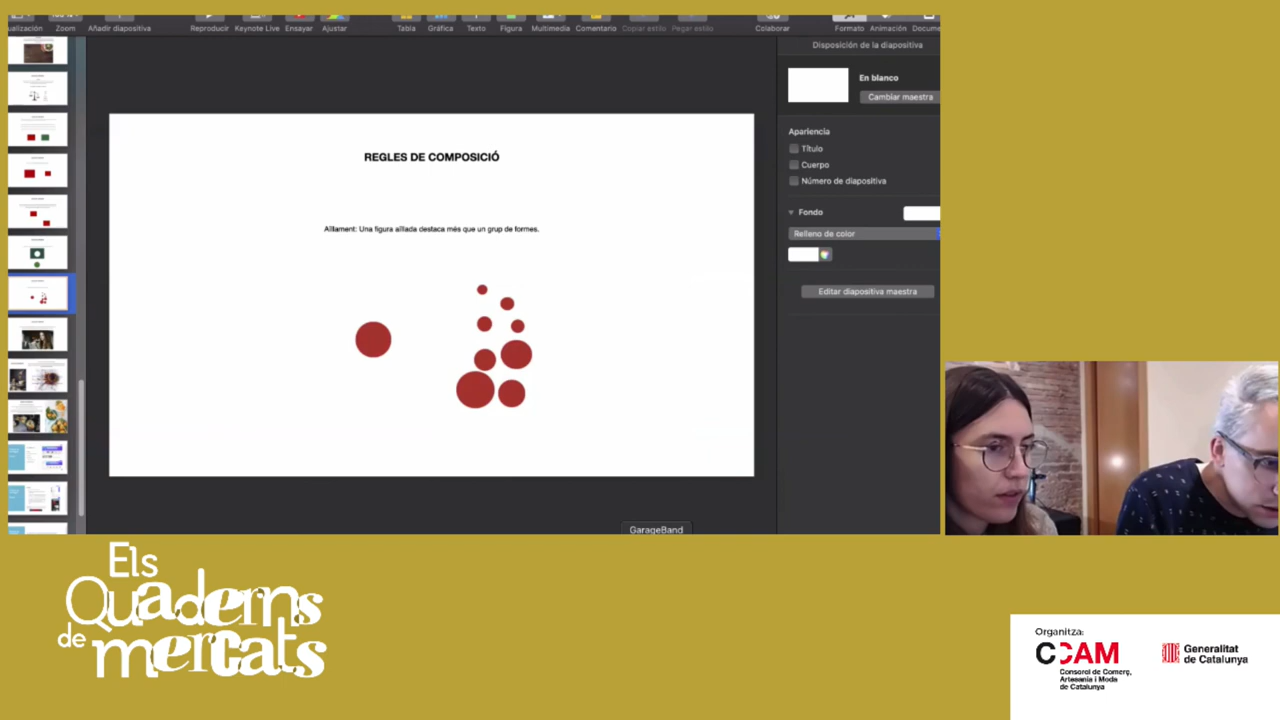 Zoom
Añadir diapositiva
Reproducir
Keynote Live
Ensayar
Ajustar
Tabla
Gráfica
Texto
Figura
Multimedia
Comentario
Copiar estilo
Pegar estilo
Colaborar
Formato
Animación
Disposición de la diapositiva
En blanco
Cambiar maestra
Apariencia
Título
Cuerpo
Número de diapositiva
Fondo
Relleno de color
Editar diapositiva maestra
REGLES DE COMPOSICIÓ
Aïllament: Una figura aïllada destaca més que un grup de formes.
GarageBand
Els
Quaderns
de mercats
Organitza:
CCAM
Consorci de Comerç,
Artesania i Moda
de Catalunya
Generalitat
de Catalunya